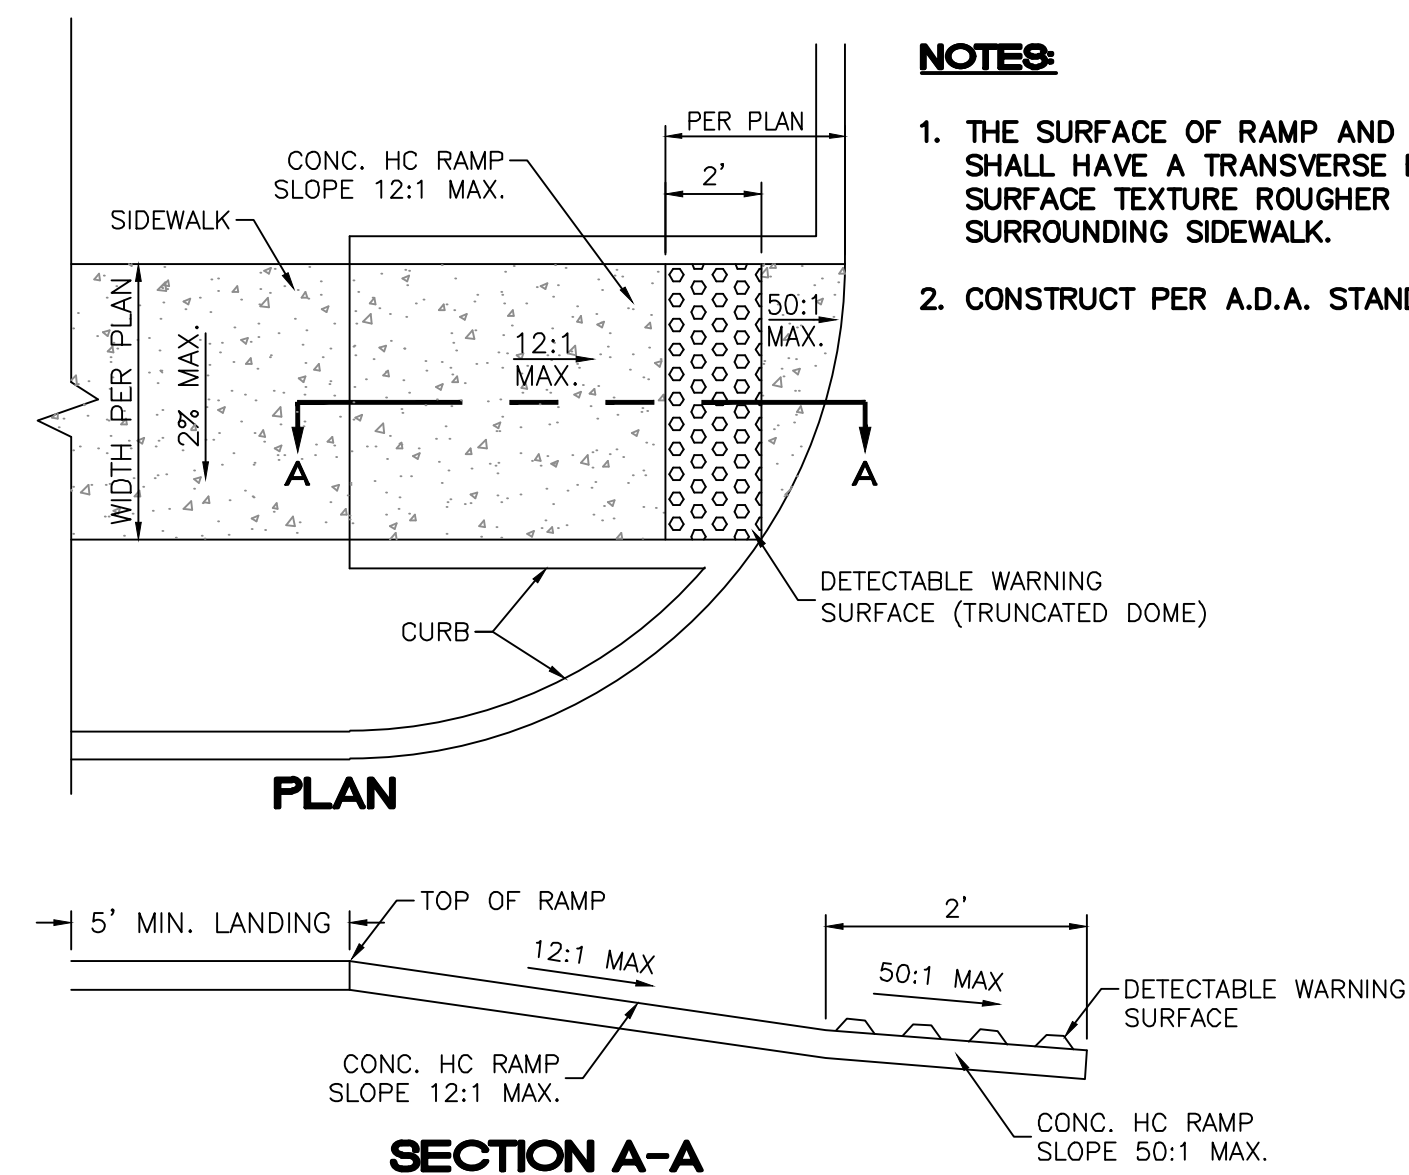 NOTES:
1. THE SURFACE OF RAMP AND
SHALL HAVE A TRANSVERSE
SURFACE TEXTURE ROUGHER
SURROUNDING SIDEWALK.
2. CONSTRUCT PER A.D.A.
PER PLAN
2'
CONC. HC RAMP
SLOPE 12:1 MAX.
SIDEWALK
WIDTH PER PLAN
2% MAX.
12:1
MAX.
50:1
MAX.
A
A
DETECTABLE WARNING
SURFACE (TRUNCATED DOME)
CURB
PLAN
5' MIN. LANDING
TOP OF RAMP
12:1 MAX
2'
50:1 MAX
DETECTABLE WARNING
SURFACE
CONC. HC RAMP
SLOPE 12:1 MAX.
CONC. HC RAMP
SLOPE 50:1 MAX.
SECTION A-A